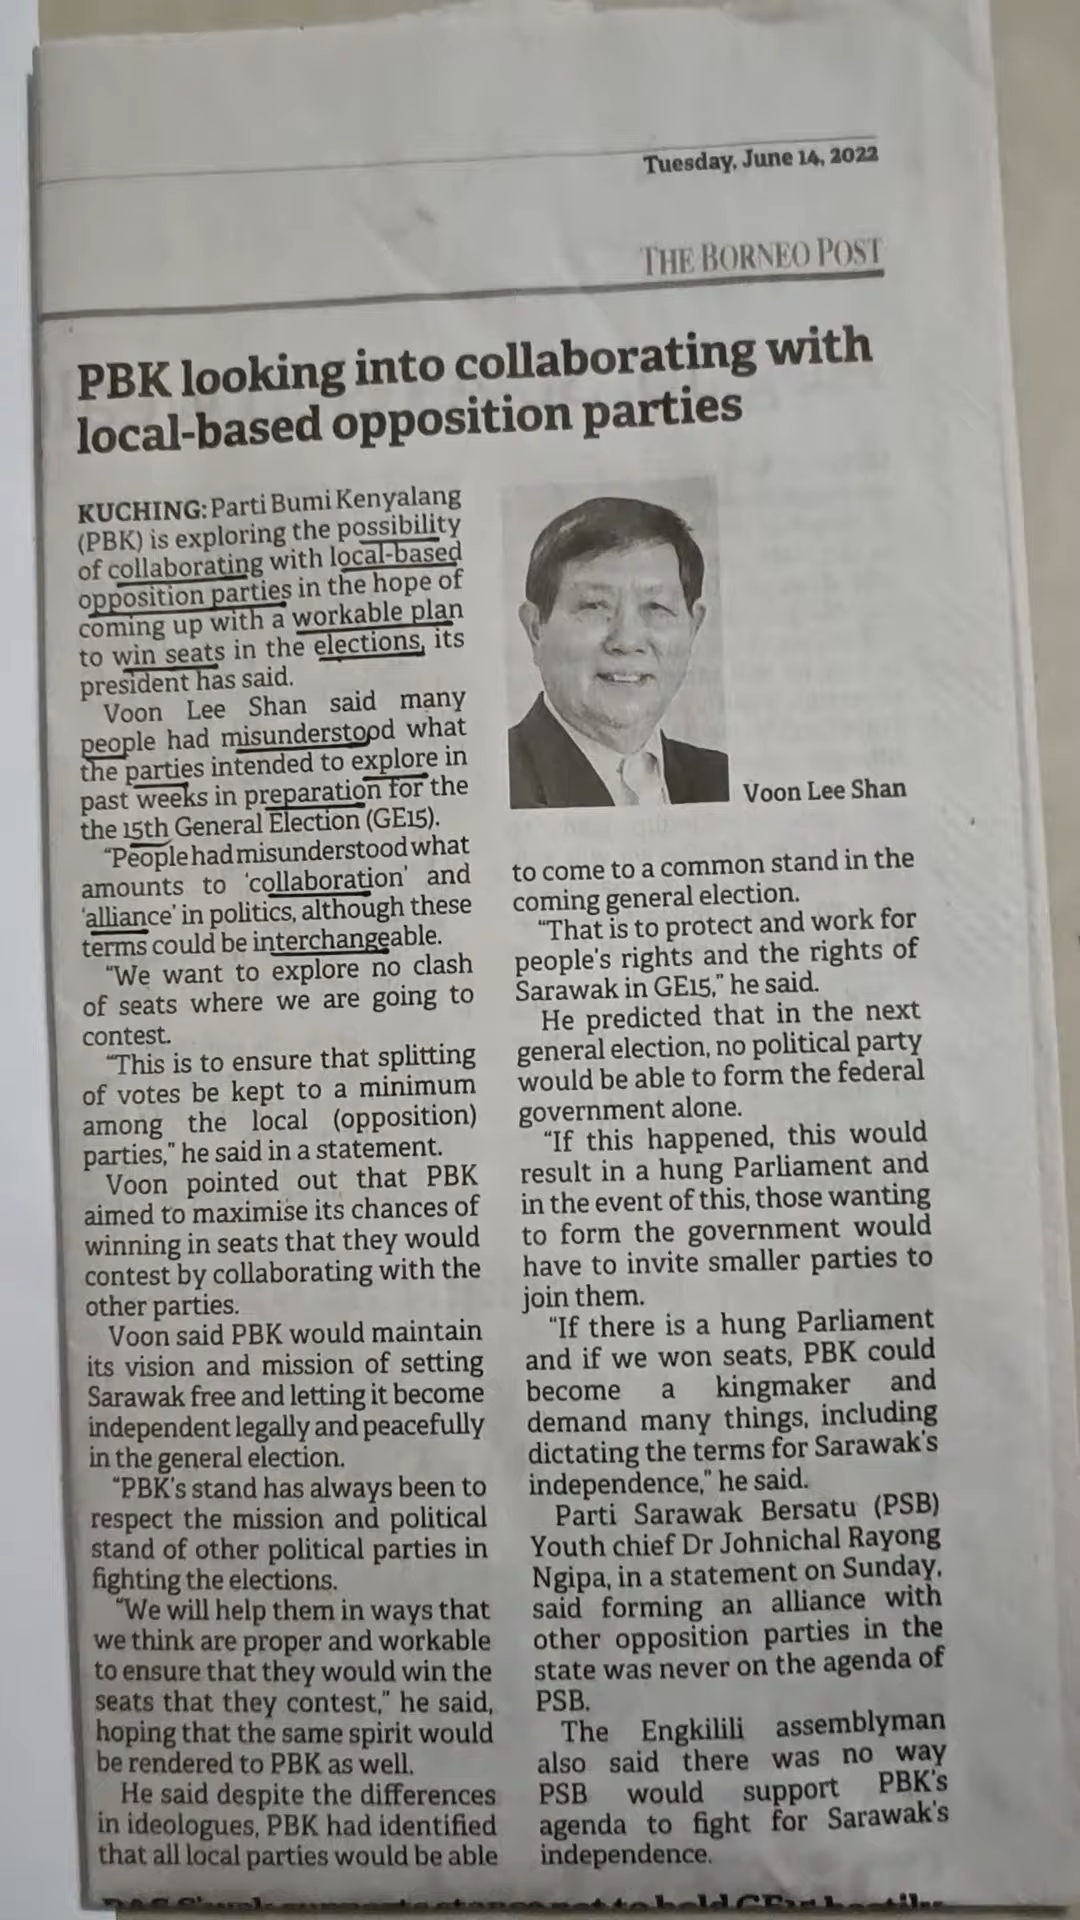 Tuesday, June 14, 2022
THE BORNEO POST
PBK looking into collaborating with
local-based opposition parties
KUCHING: Parti Bumi Kenyalang
(PBK) is exploring the possibility
of collaborating with local-based
opposition parties in the hope of
coming up with a workable plan
to win seats in the elections, its
president has said.
Voon Lee Shan said many
people had misunderstood what
the parties intended to explore in
past weeks in preparation for the
the 15th General Election (GE15).
“People had misunderstood what
amounts to ‘collaboration’ and
‘alliance’ in politics, although these
terms could be interchangeable.
“We want to explore no clash
of seats where we are going to
contest.
“This is to ensure that splitting
of votes be kept to a minimum
among the local (opposition)
parties,” he said in a statement.
Voon pointed out that PBK
aimed to maximise its chances of
winning in seats that they would
contest by collaborating with the
other parties.
Voon said PBK would maintain
its vision and mission of setting
Sarawak free and letting it become
independent legally and peacefully
in the general election.
“PBK's stand has always been to
respect the mission and political
stand of other political parties in
fighting the elections.
“We will help them in ways that
we think are proper and workable
to ensure that they would win the
seats that they contest,” he said,
hoping that the same spirit would
be rendered to PBK as well.
He said despite the differences
in ideologues, PBK had identified
that all local parties would be able
Voon Lee Shan
to come to a common stand in the
coming general election.
“That is to protect and work for
people's rights and the rights of
Sarawak in GE15,” he said.
He predicted that in the next
general election, no political party
would be able to form the federal
government alone.
“If this happened, this would
result in a hung Parliament and
in the event of this, those wanting
to form the government would
have to invite smaller parties to
join them.
“If there is a hung Parliament
and if we won seats, PBK could
become a kingmaker and
demand many things, including
dictating the terms for Sarawak's
independence,” he said.
Parti Sarawak Bersatu (PSB)
Youth chief Dr Johnichal Rayong
Ngipa, in a statement on Sunday,
said forming an alliance with
other opposition parties in the
state was never on the agenda of
PSB.
The Engkilili assemblyman
also said there was no way
PSB would support PBK's
agenda to fight for Sarawak's
independence.